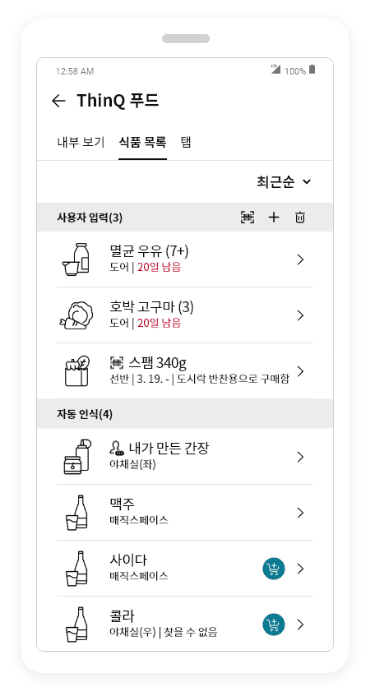 12:58 AM 100%
ThinQ 푸드
내부 보기 식품 목록 탭
최근순
사용자 입력(3)
멸균 우유 (7+)
도어 | 20일 남음
호박 고구마 (3)
도어 | 20일 남음
스팸 340g
선반 | 3. 19. - | 도시락 반찬용으로 구매함
자동 인식(4)
내가 만든 간장
야채실(좌)
맥주
매직스페이스
사이다
매직스페이스
콜라
야채실(우) | 찾을 수 없음